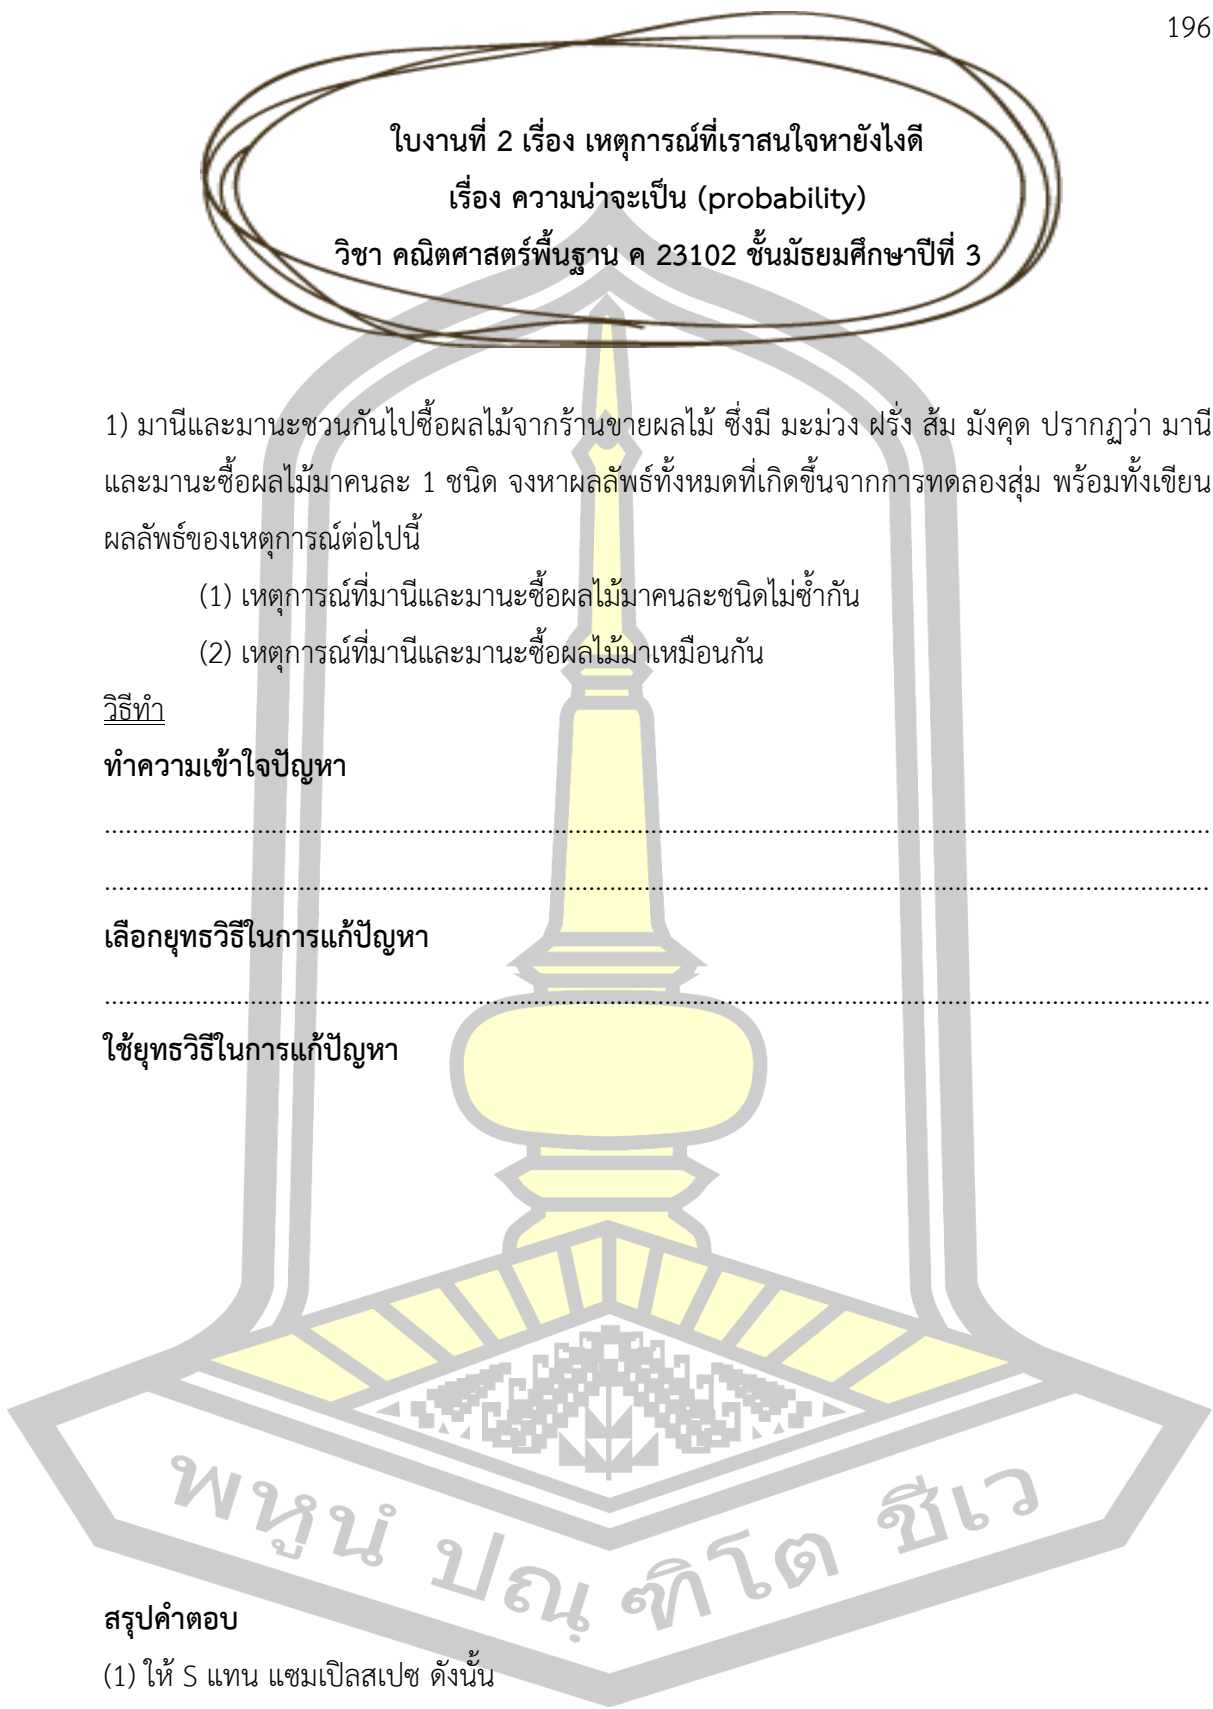 196
ใบงานที่ 2 เรื่อง เหตุการณ์ที่เราสนใจหายังไงดี
เรื่อง ความน่าจะเป็น (probability)
วิชา คณิตศาสตร์พื้นฐาน ค 23102 ชั้นมัธยมศึกษาปีที่ 3
1) มานีและมานะชวนกันไปซื้อผลไม้จากร้านขายผลไม้ ซึ่งมี มะม่วง ฝรั่ง ส้ม มังคุด ปรากฏว่า มานี
และมานะซื้อผลไม้มาคนละ 1 ชนิด จงหาผลลัพธ์ทั้งหมดที่เกิดขึ้นจากการทดลองสุ่ม พร้อมทั้งเขียน
ผลลัพธ์ของเหตุการณ์ต่อไปนี้
(1) เหตุการณ์ที่มานีและมานะซื้อผลไม้มาคนละชนิดไม่ซ้ำกัน
(2) เหตุการณ์ที่มานีและมานะซื้อผลไม้มาเหมือนกัน
วิธีทำ
ทำความเข้าใจปัญหา
................................................................................................................................................................
................................................................................................................................................................
เลือกยุทธวิธีในการแก้ปัญหา
................................................................................................................................................................
ใช้ยุทธวิธีในการแก้ปัญหา
พหูนํ ปณฺฑิโต ชีเว
สรุปคำตอบ
(1) ให้ S แทน แซมเปิลสเปซ ดังนั้น